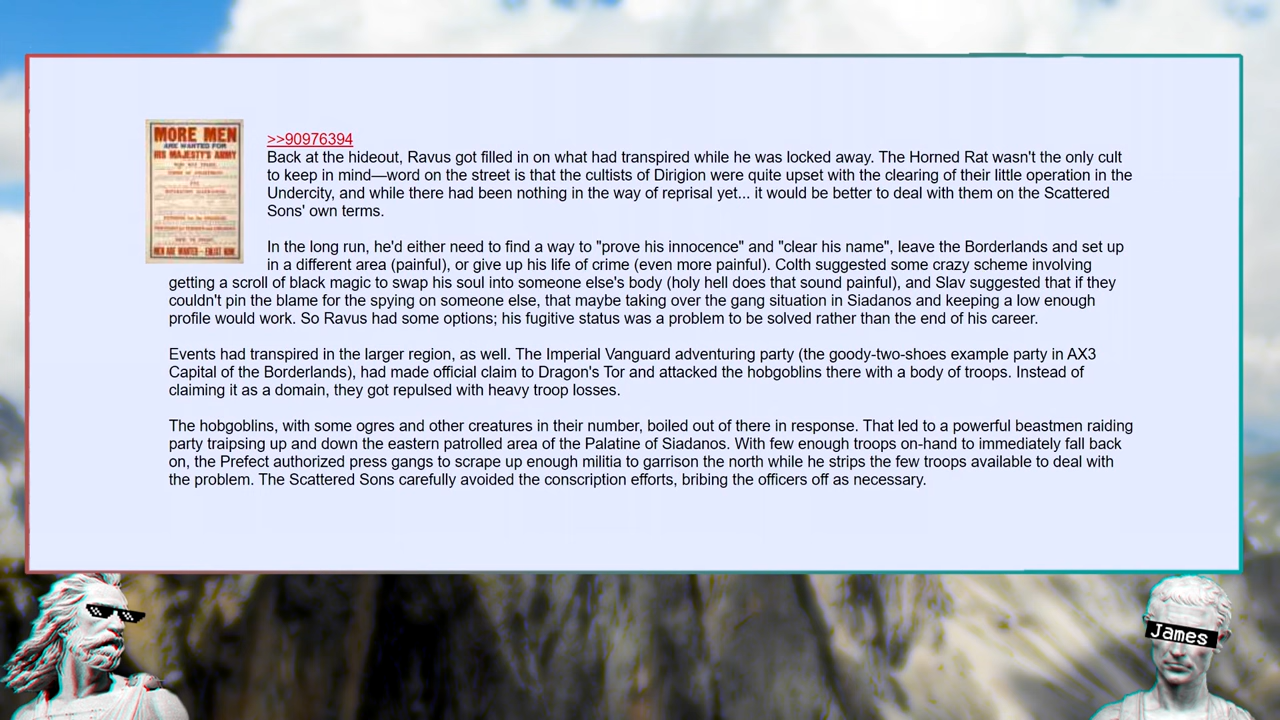 MORE MEN
ARE WANTED FOR
HIS MAJESTY'S ARMY
>>90976394
Back at the hideout, Ravus got filled in on what had transpired while he was locked away. The Horned Rat wasn't the only cult
to keep in mind—word on the street is that the cultists of Dirigion were quite upset with the clearing of their little operation in the
Undercity, and while there had been nothing in the way of reprisal yet... it would be better to deal with them on the Scattered
Sons' own terms.
In the long run, he'd either need to find a way to "prove his innocence" and "clear his name", leave the Borderlands and set up
in a different area (painful), or give up his life of crime (even more painful). Colth suggested some crazy scheme involving
getting a scroll of black magic to swap his soul into someone else's body (holy hell does that sound painful), and Slav suggested that if they
couldn't pin the blame for the spying on someone else, that maybe taking over the gang situation in Siadanos and keeping a low enough
profile would work. So Ravus had some options; his fugitive status was a problem to be solved rather than the end of his career.
Events had transpired in the larger region, as well. The Imperial Vanguard adventuring party (the goody-two-shoes example party in AX3
Capital of the Borderlands), had made official claim to Dragon's Tor and attacked the hobgoblins there with a body of troops. Instead of
claiming it as a domain, they got repulsed with heavy troop losses.
The hobgoblins, with some ogres and other creatures in their number, boiled out of there in response. That led to a powerful beastmen raiding
party traipsing up and down the eastern patrolled area of the Palatine of Siadanos. With few enough troops on-hand to immediately fall back
on, the Prefect authorized press gangs to scrape up enough militia to garrison the north while he strips the few troops available to deal with
the problem. The Scattered Sons carefully avoided the conscription efforts, bribing the officers off as necessary.
James